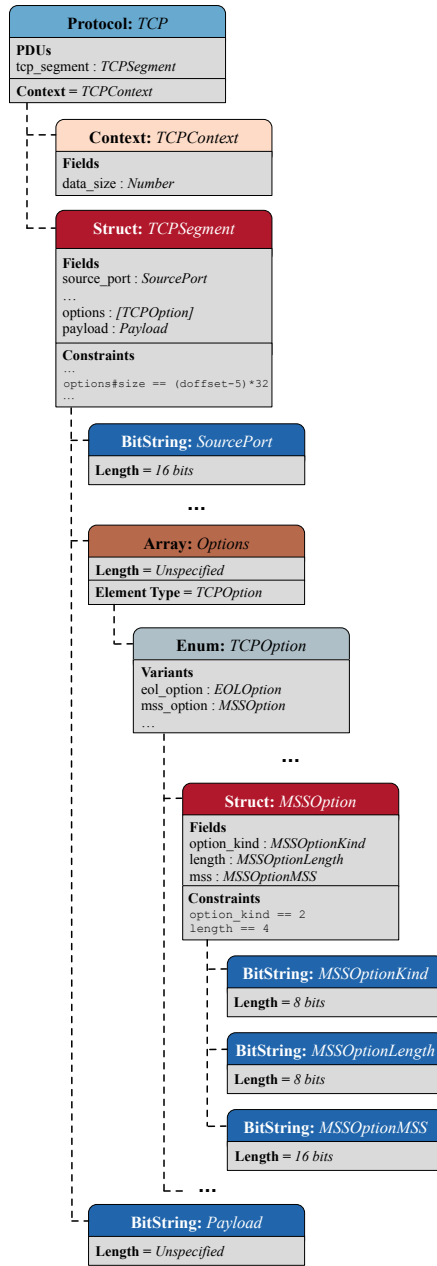 Protocol: TCP
PDUs
tcp_segment : TCPSegment
Context = TCPContext
Context: TCPContext
Fields
data_size : Number
Struct: TCPSegment
Fields
source_port : SourcePort
…
options : [TCPOption]
payload : Payload
Constraints
…
options#size == (doffset-5)*32
…
BitString: SourcePort
Length = 16 bits
...
Array: Options
Length = Unspecified
Element Type = TCPOption
Enum: TCPOption
Variants
eol_option : EOLOption
mss_option : MSSOption
…
...
Struct: MSSOption
Fields
option_kind : MSSOptionKind
length : MSSOptionLength
mss : MSSOptionMSS
Constraints
option_kind == 2
length == 4
BitString: MSSOptionKind
Length = 8 bits
BitString: MSSOptionLength
Length = 8 bits
BitString: MSSOptionMSS
Length = 16 bits
...
BitString: Payload
Length = Unspecified